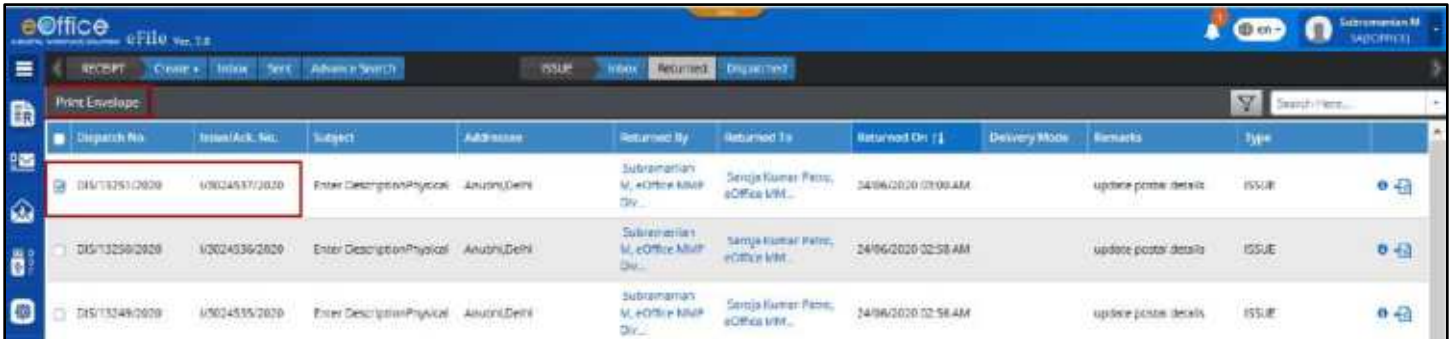 eOffice
eFile Ver. 7.0
en
Subramanian M
RECEIPT Create Inbox Sent Advance Search ISSUE Inbox Returned Dispatched
Print Envelope
Search Here...
Dispatch No. Issue/Ack. No. Subject Addressee Returned By Returned To Returned On Delivery Mode Remarks Type
DIS/13251/2020 I/3024537/2020 Enter DescriptionPhysical Anushi,Delhi Subramanian M, eOffice MMP Div... Saroja Kumar Patro, eOffice MM... 24/06/2020 03:00 AM update postal details ISSUE
DIS/13250/2020 I/3024536/2020 Enter DescriptionPhysical Anushi,Delhi Subramanian M, eOffice MMP Div... Saroja Kumar Patro, eOffice MM... 24/06/2020 02:58 AM update postal details ISSUE
DIS/13249/2020 I/3024535/2020 Enter DescriptionPhysical Anushi,Delhi Subramanian M, eOffice MMP Div... Saroja Kumar Patro, eOffice MM... 24/06/2020 02:56 AM update postal details ISSUE